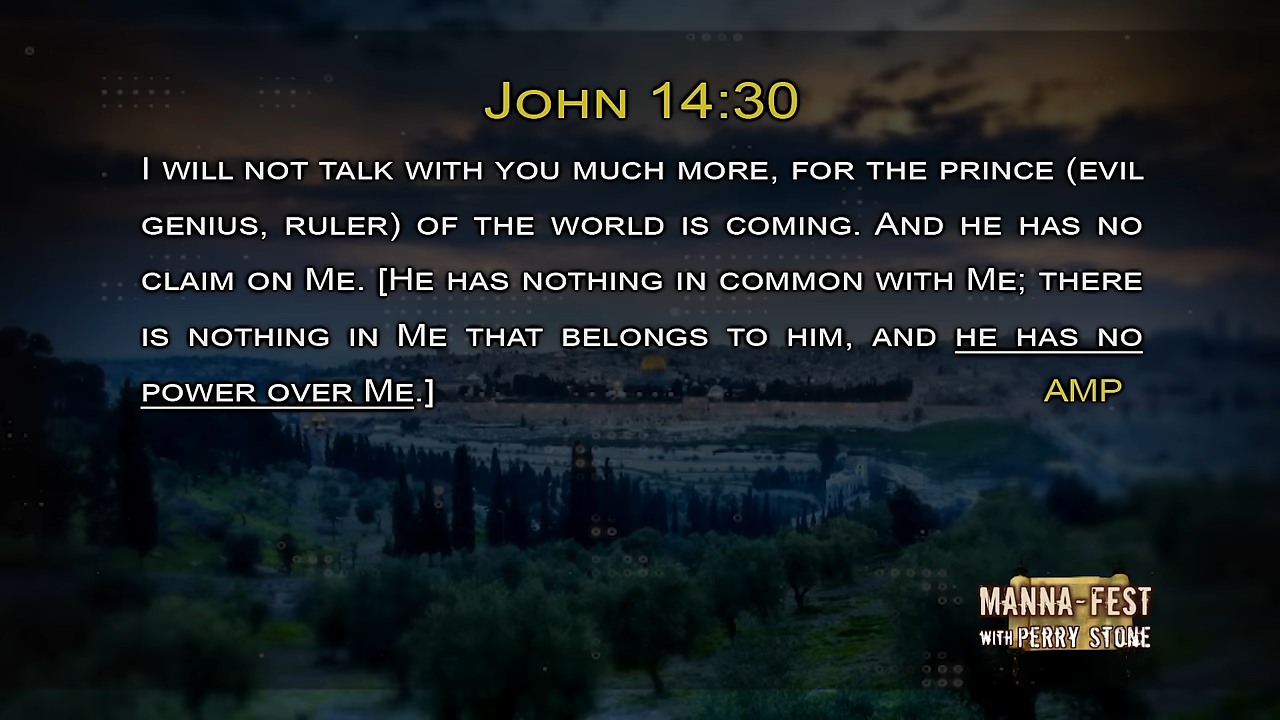 John 14:30
I will not talk with you much more, for the prince (evil
genius, ruler) of the world is coming. And he has no
claim on Me. [He has nothing in common with Me; there
is nothing in Me that belongs to him, and he has no
power over Me.] AMP
MANNA-FEST
WITH PERRY STONE